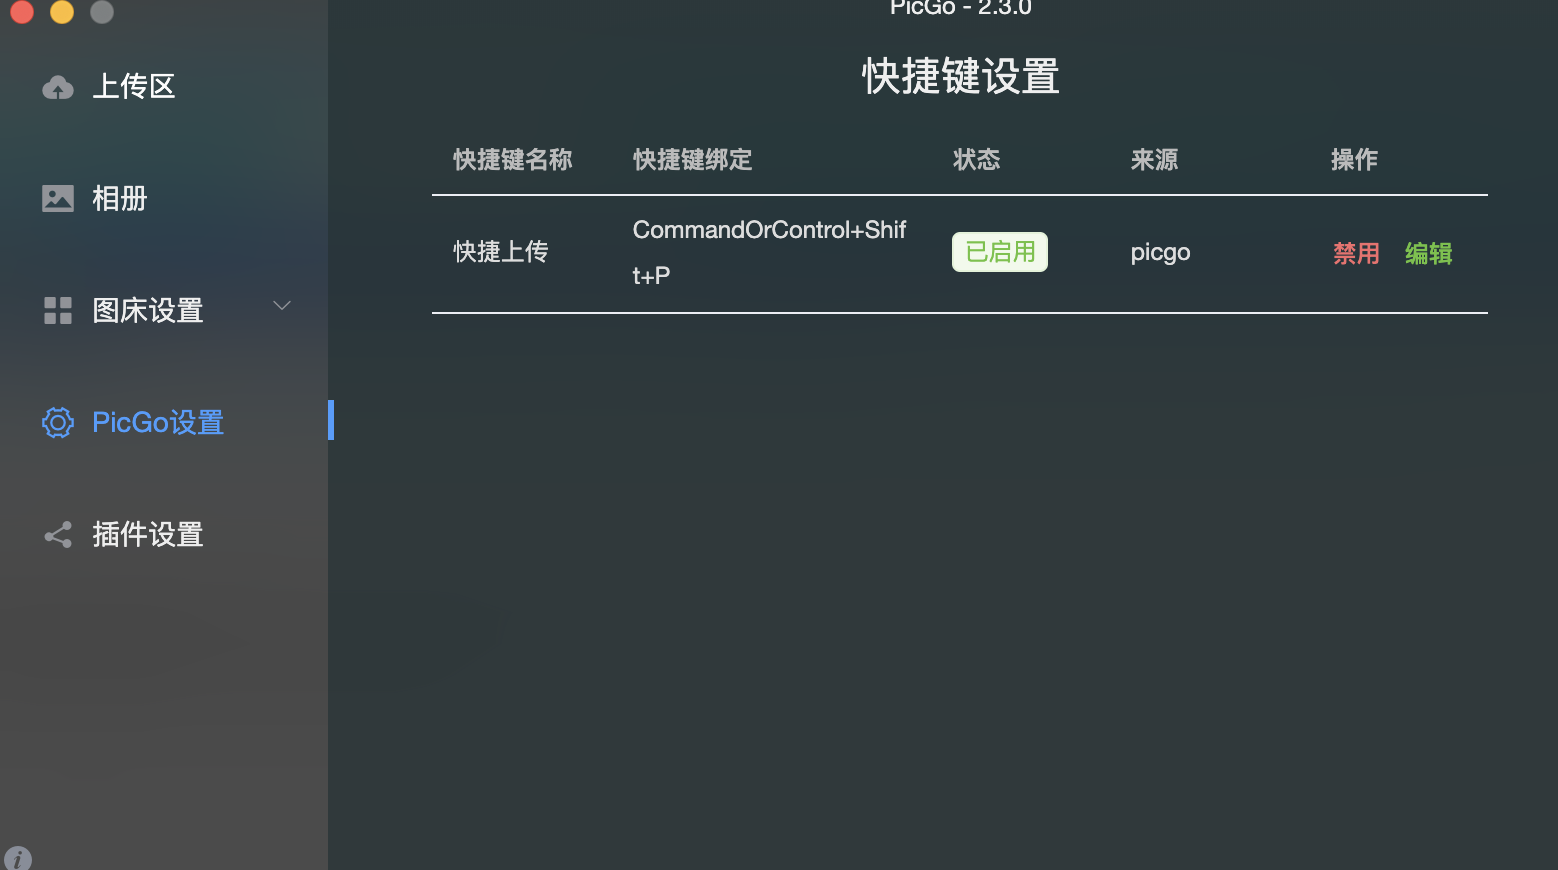 PicGo - 2.3.0
上传区
相册
图床设置
PicGo设置
插件设置
快捷键设置
快捷键名称 快捷键绑定 状态 来源 操作
快捷上传 CommandOrControl+Shif
t+P 已启用 picgo 禁用 编辑
i